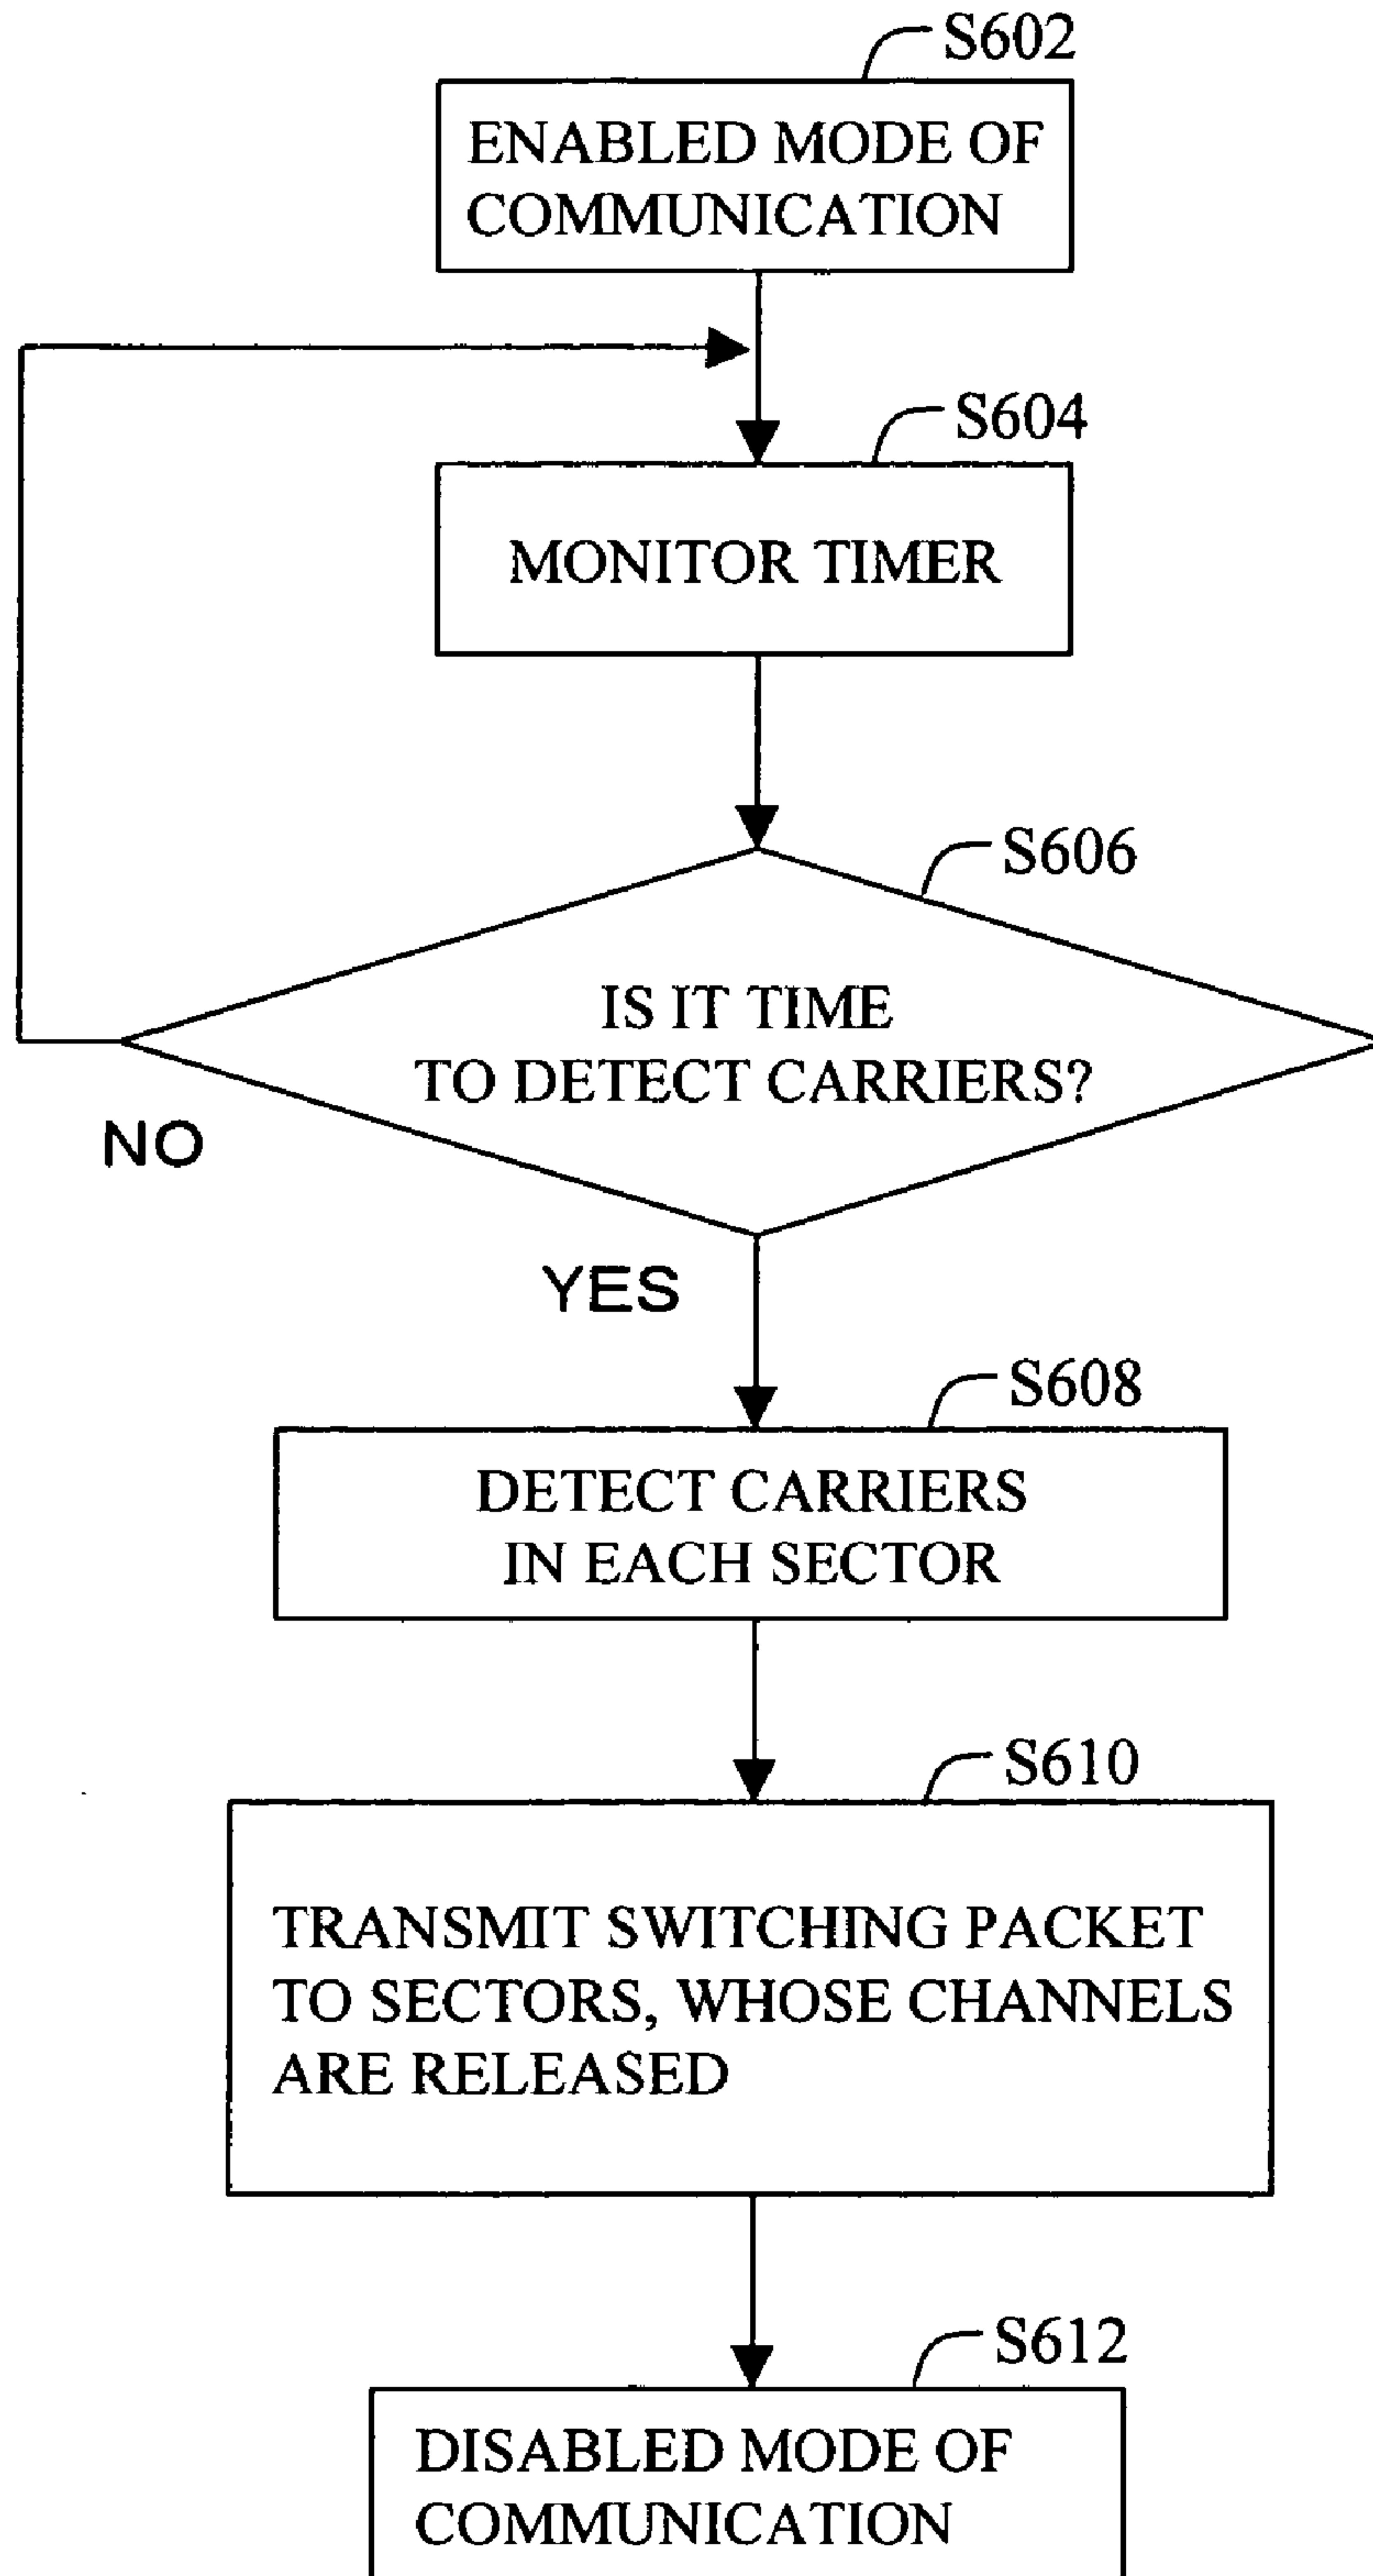 S602
ENABLED MODE OF
COMMUNICATION
S604
MONITOR TIMER
S606
IS IT TIME
TO DETECT CARRIERS?
NO
YES
S608
DETECT CARRIERS
IN EACH SECTOR
S610
TRANSMIT SWITCHING PACKET
TO SECTORS, WHOSE CHANNELS
ARE RELEASED
S612
DISABLED MODE OF
COMMUNICATION